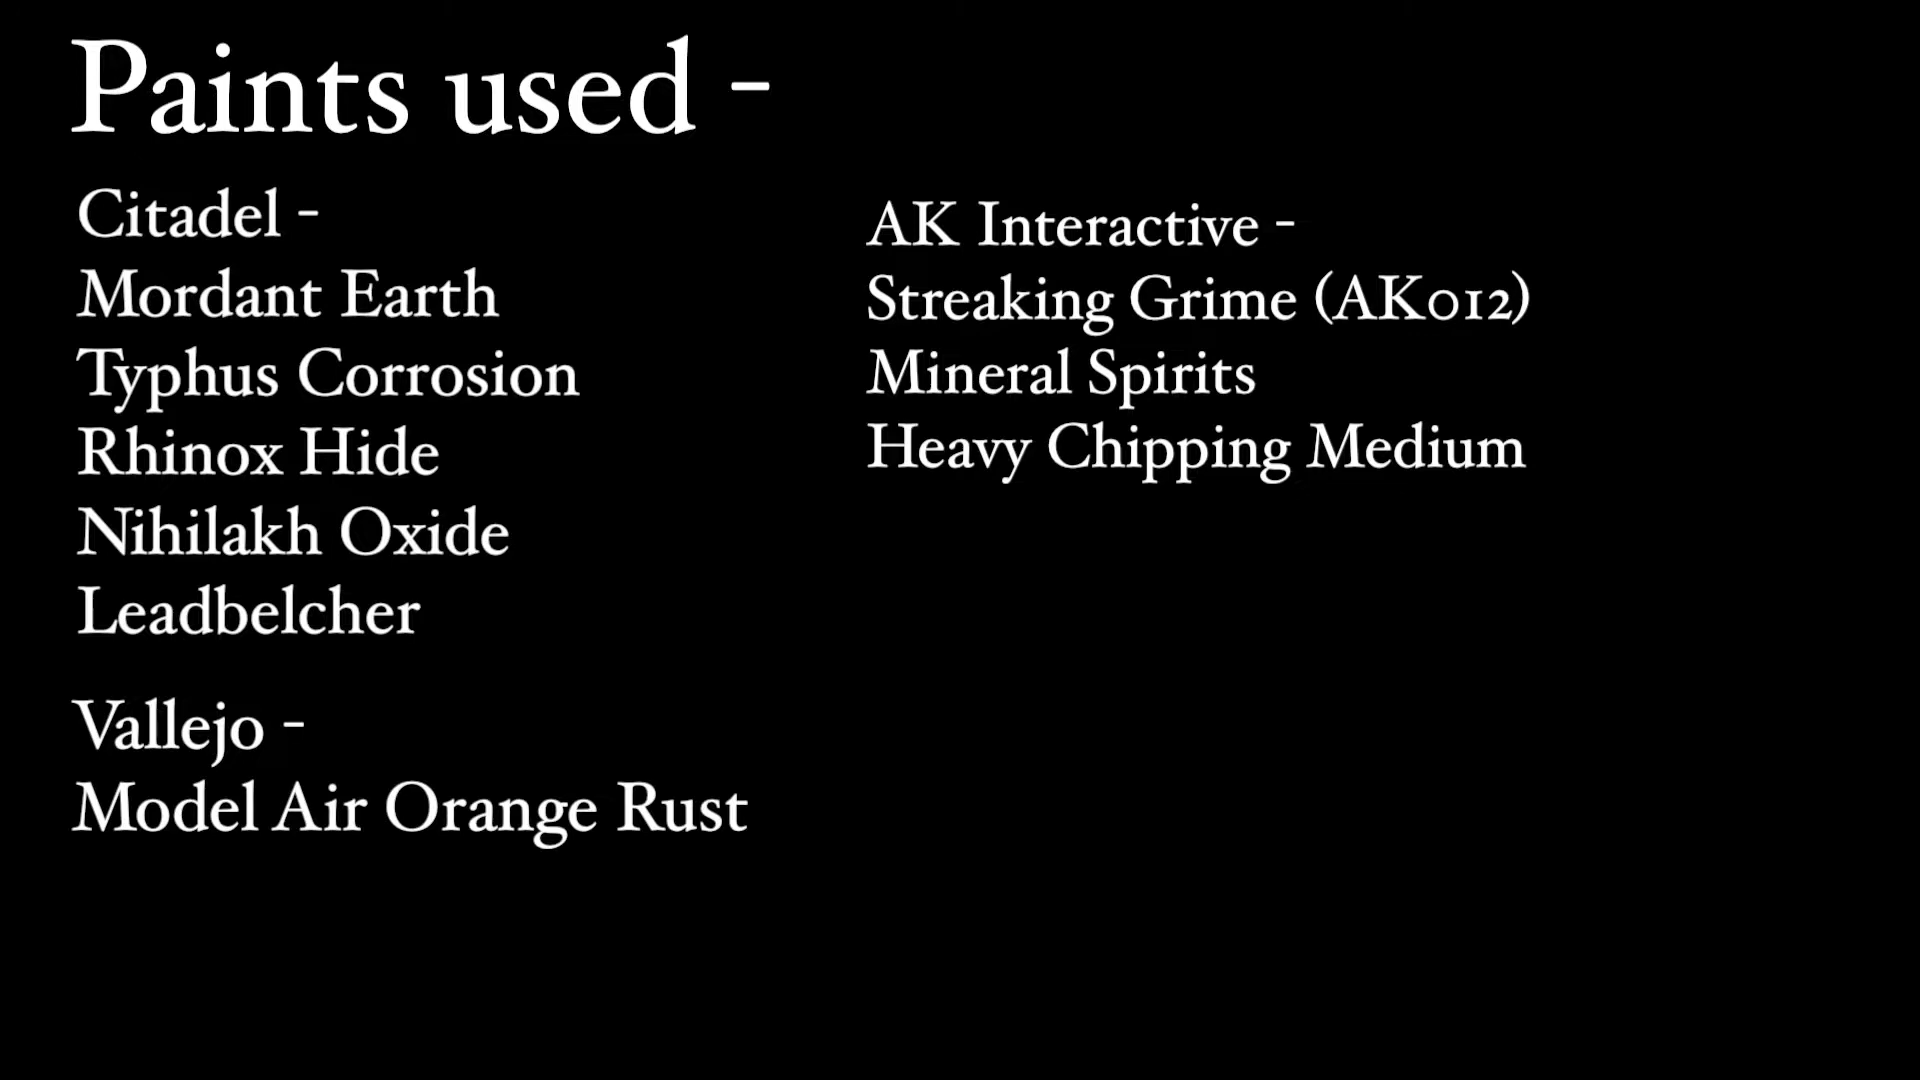 Paints used -
Citadel -
Mordant Earth
Typhus Corrosion
Rhinox Hide
Nihilakh Oxide
Leadbelcher
Vallejo -
Model Air Orange Rust
AK Interactive -
Streaking Grime (AK012)
Mineral Spirits
Heavy Chipping Medium